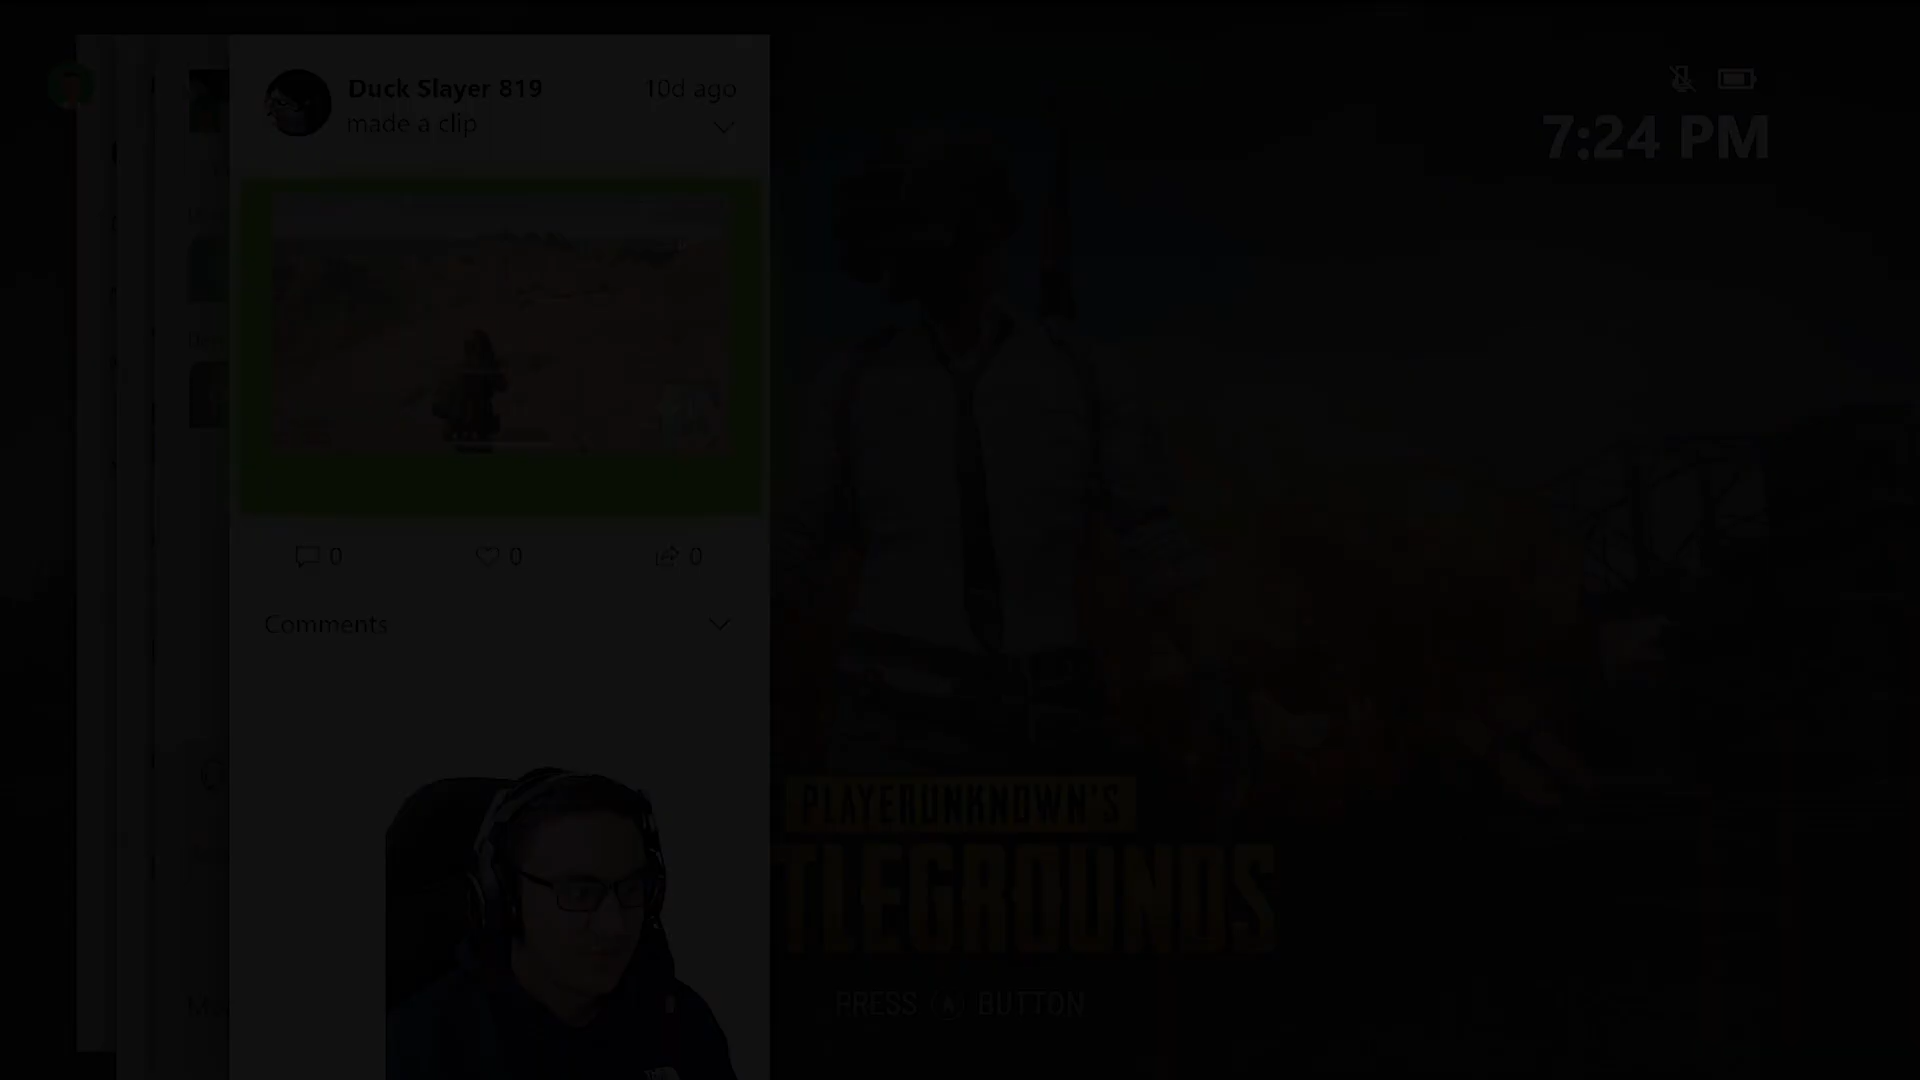 Duck Slayer 819
10d ago
made a clip
7:24 PM
0
0
0
Comments
PLAYERUNKNOWN'S
TLEGROUNDS
PRESS A BUTTON